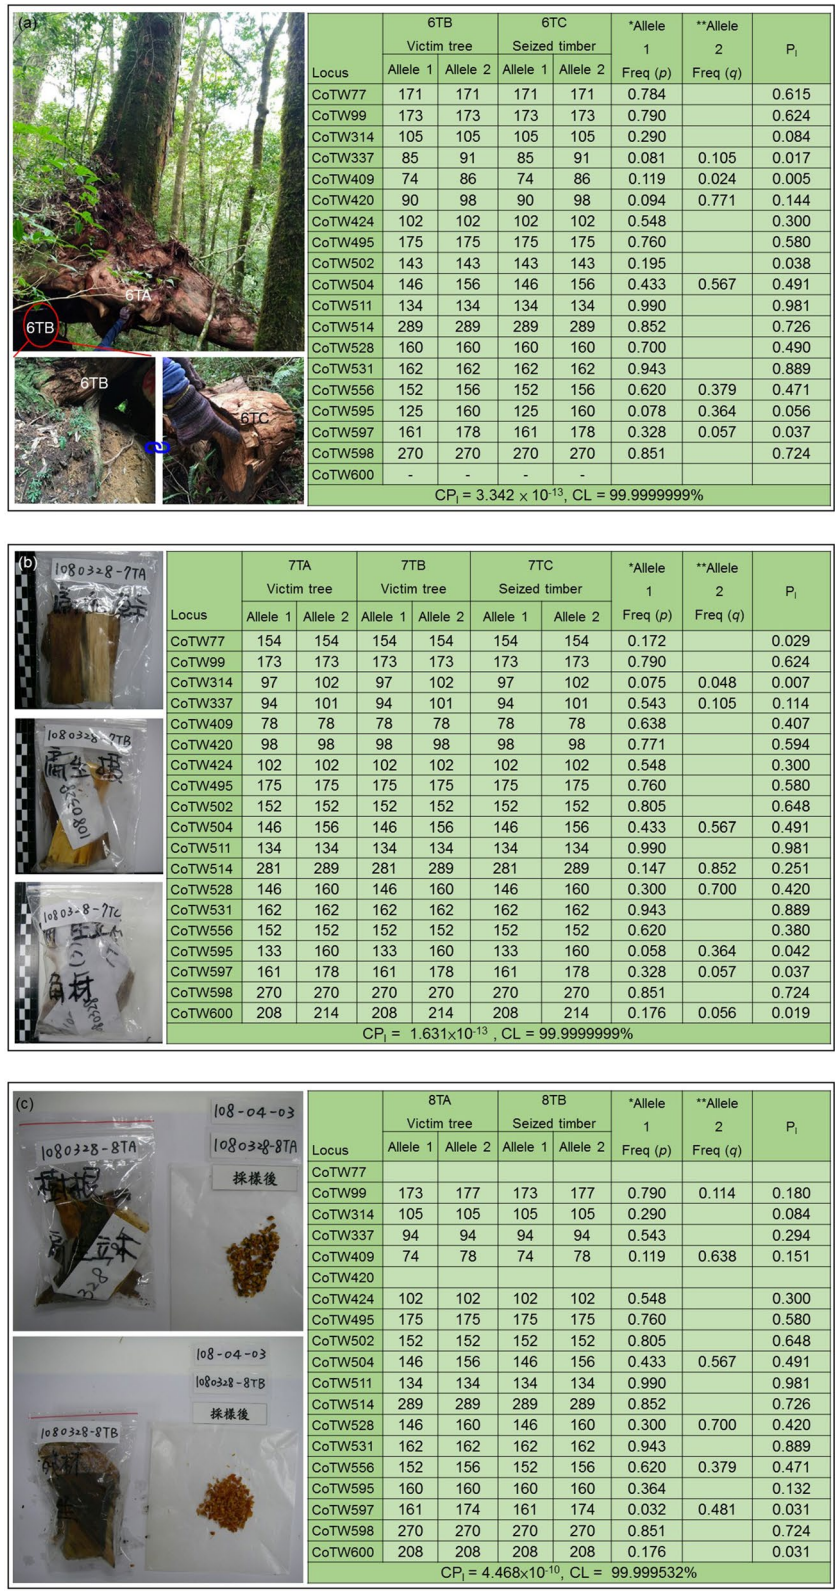 (a)
6TA
6TB
6TB
6TC
6TB 6TC *Allele **Allele
Victim tree Seized timber 1 2 Pᵢ
Locus Allele 1 Allele 2 Allele 1 Allele 2 Freq (p) Freq (q)
CoTW77 171 171 171 171 0.784 0.615
CoTW99 173 173 173 173 0.790 0.624
CoTW314 105 105 105 105 0.290 0.084
CoTW337 85 91 85 91 0.081 0.105 0.017
CoTW409 74 86 74 86 0.119 0.024 0.005
CoTW420 90 98 90 98 0.094 0.771 0.144
CoTW424 102 102 102 102 0.548 0.300
CoTW495 175 175 175 175 0.760 0.580
CoTW502 143 143 143 143 0.195 0.038
CoTW504 146 156 146 156 0.433 0.567 0.491
CoTW511 134 134 134 134 0.990 0.981
CoTW514 289 289 289 289 0.852 0.726
CoTW528 160 160 160 160 0.700 0.490
CoTW531 162 162 162 162 0.943 0.889
CoTW556 152 156 152 156 0.620 0.379 0.471
CoTW595 125 160 125 160 0.078 0.364 0.056
CoTW597 161 178 161 178 0.328 0.057 0.037
CoTW598 270 270 270 270 0.851 0.724
CoTW600 - - - -
CPᵢ = 3.342 × 10⁻¹³, CL = 99.9999999%
(b)
1080328-7TA
1080328-7TB
1080328
1080328-7TC
角材
7TA 7TB 7TC *Allele **Allele
Victim tree Victim tree Seized timber 1 2 Pᵢ
Locus Allele 1 Allele 2 Allele 1 Allele 2 Allele 1 Allele 2 Freq (p) Freq (q)
CoTW77 154 154 154 154 154 154 0.172 0.029
CoTW99 173 173 173 173 173 173 0.790 0.624
CoTW314 97 102 97 102 97 102 0.075 0.048 0.007
CoTW337 94 101 94 101 94 101 0.543 0.105 0.114
CoTW409 78 78 78 78 78 78 0.638 0.407
CoTW420 98 98 98 98 98 98 0.771 0.594
CoTW424 102 102 102 102 102 102 0.548 0.300
CoTW495 175 175 175 175 175 175 0.760 0.580
CoTW502 152 152 152 152 152 152 0.805 0.648
CoTW504 146 156 146 156 146 156 0.433 0.567 0.491
CoTW511 134 134 134 134 134 134 0.990 0.981
CoTW514 281 289 281 289 281 289 0.147 0.852 0.251
CoTW528 146 160 146 160 146 160 0.300 0.700 0.420
CoTW531 162 162 162 162 162 162 0.943 0.889
CoTW556 152 152 152 152 152 152 0.620 0.380
CoTW595 133 160 133 160 133 160 0.058 0.364 0.042
CoTW597 161 178 161 178 161 178 0.328 0.057 0.037
CoTW598 270 270 270 270 270 270 0.851 0.724
CoTW600 208 214 208 214 208 214 0.176 0.056 0.019
CPᵢ = 1.631×10⁻¹³ , CL = 99.9999999%
(c)
108-04-03
1080328-8TA
採樣後
1080328-8TA
328
108-04-03
1080328-8TB
採樣後
1080328-8TB
8TA 8TB *Allele **Allele
Victim tree Seized timber 1 2 Pᵢ
Locus Allele 1 Allele 2 Allele 1 Allele 2 Freq (p) Freq (q)
CoTW77
CoTW99 173 177 173 177 0.790 0.114 0.180
CoTW314 105 105 105 105 0.290 0.084
CoTW337 94 94 94 94 0.543 0.294
CoTW409 74 78 74 78 0.119 0.638 0.151
CoTW420
CoTW424 102 102 102 102 0.548 0.300
CoTW495 175 175 175 175 0.760 0.580
CoTW502 152 152 152 152 0.805 0.648
CoTW504 146 156 146 156 0.433 0.567 0.491
CoTW511 134 134 134 134 0.990 0.981
CoTW514 289 289 289 289 0.852 0.726
CoTW528 146 160 146 160 0.300 0.700 0.420
CoTW531 162 162 162 162 0.943 0.889
CoTW556 152 156 152 156 0.620 0.379 0.471
CoTW595 160 160 160 160 0.364 0.132
CoTW597 161 174 161 174 0.032 0.481 0.031
CoTW598 270 270 270 270 0.851 0.724
CoTW600 208 208 208 208 0.176 0.031
CPᵢ = 4.468×10⁻¹⁰, CL = 99.999532%